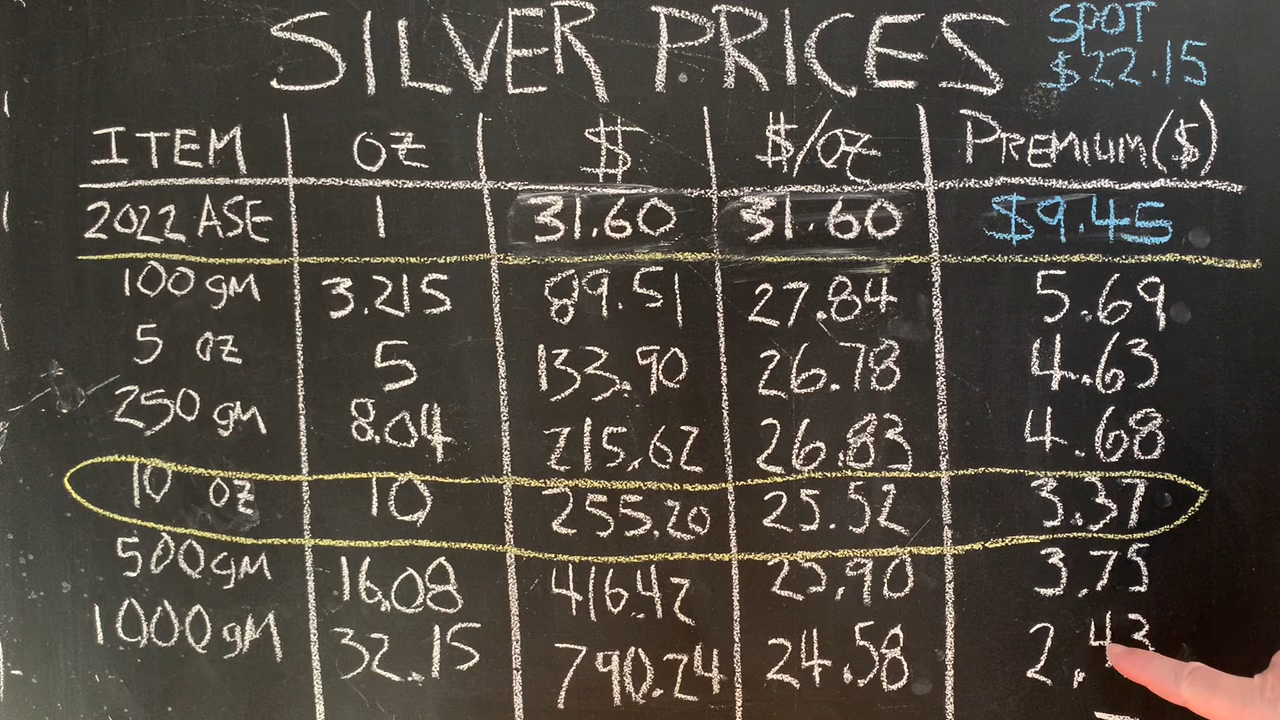 SILVER PRICES
SPOT
$22.15
ITEM OZ $ $/OZ PREMIUM($)
2022 ASE 1 31.60 31.60 $9.45
100 gM 3.215 89.51 27.84 5.69
5 OZ 5 133.90 26.78 4.63
250 gM 8.04 215.62 26.83 4.68
10 OZ 10 255.20 25.52 3.37
500 gM 16.08 416.42 25.90 3.75
1000 gM 32.15 790.24 24.58 2.43